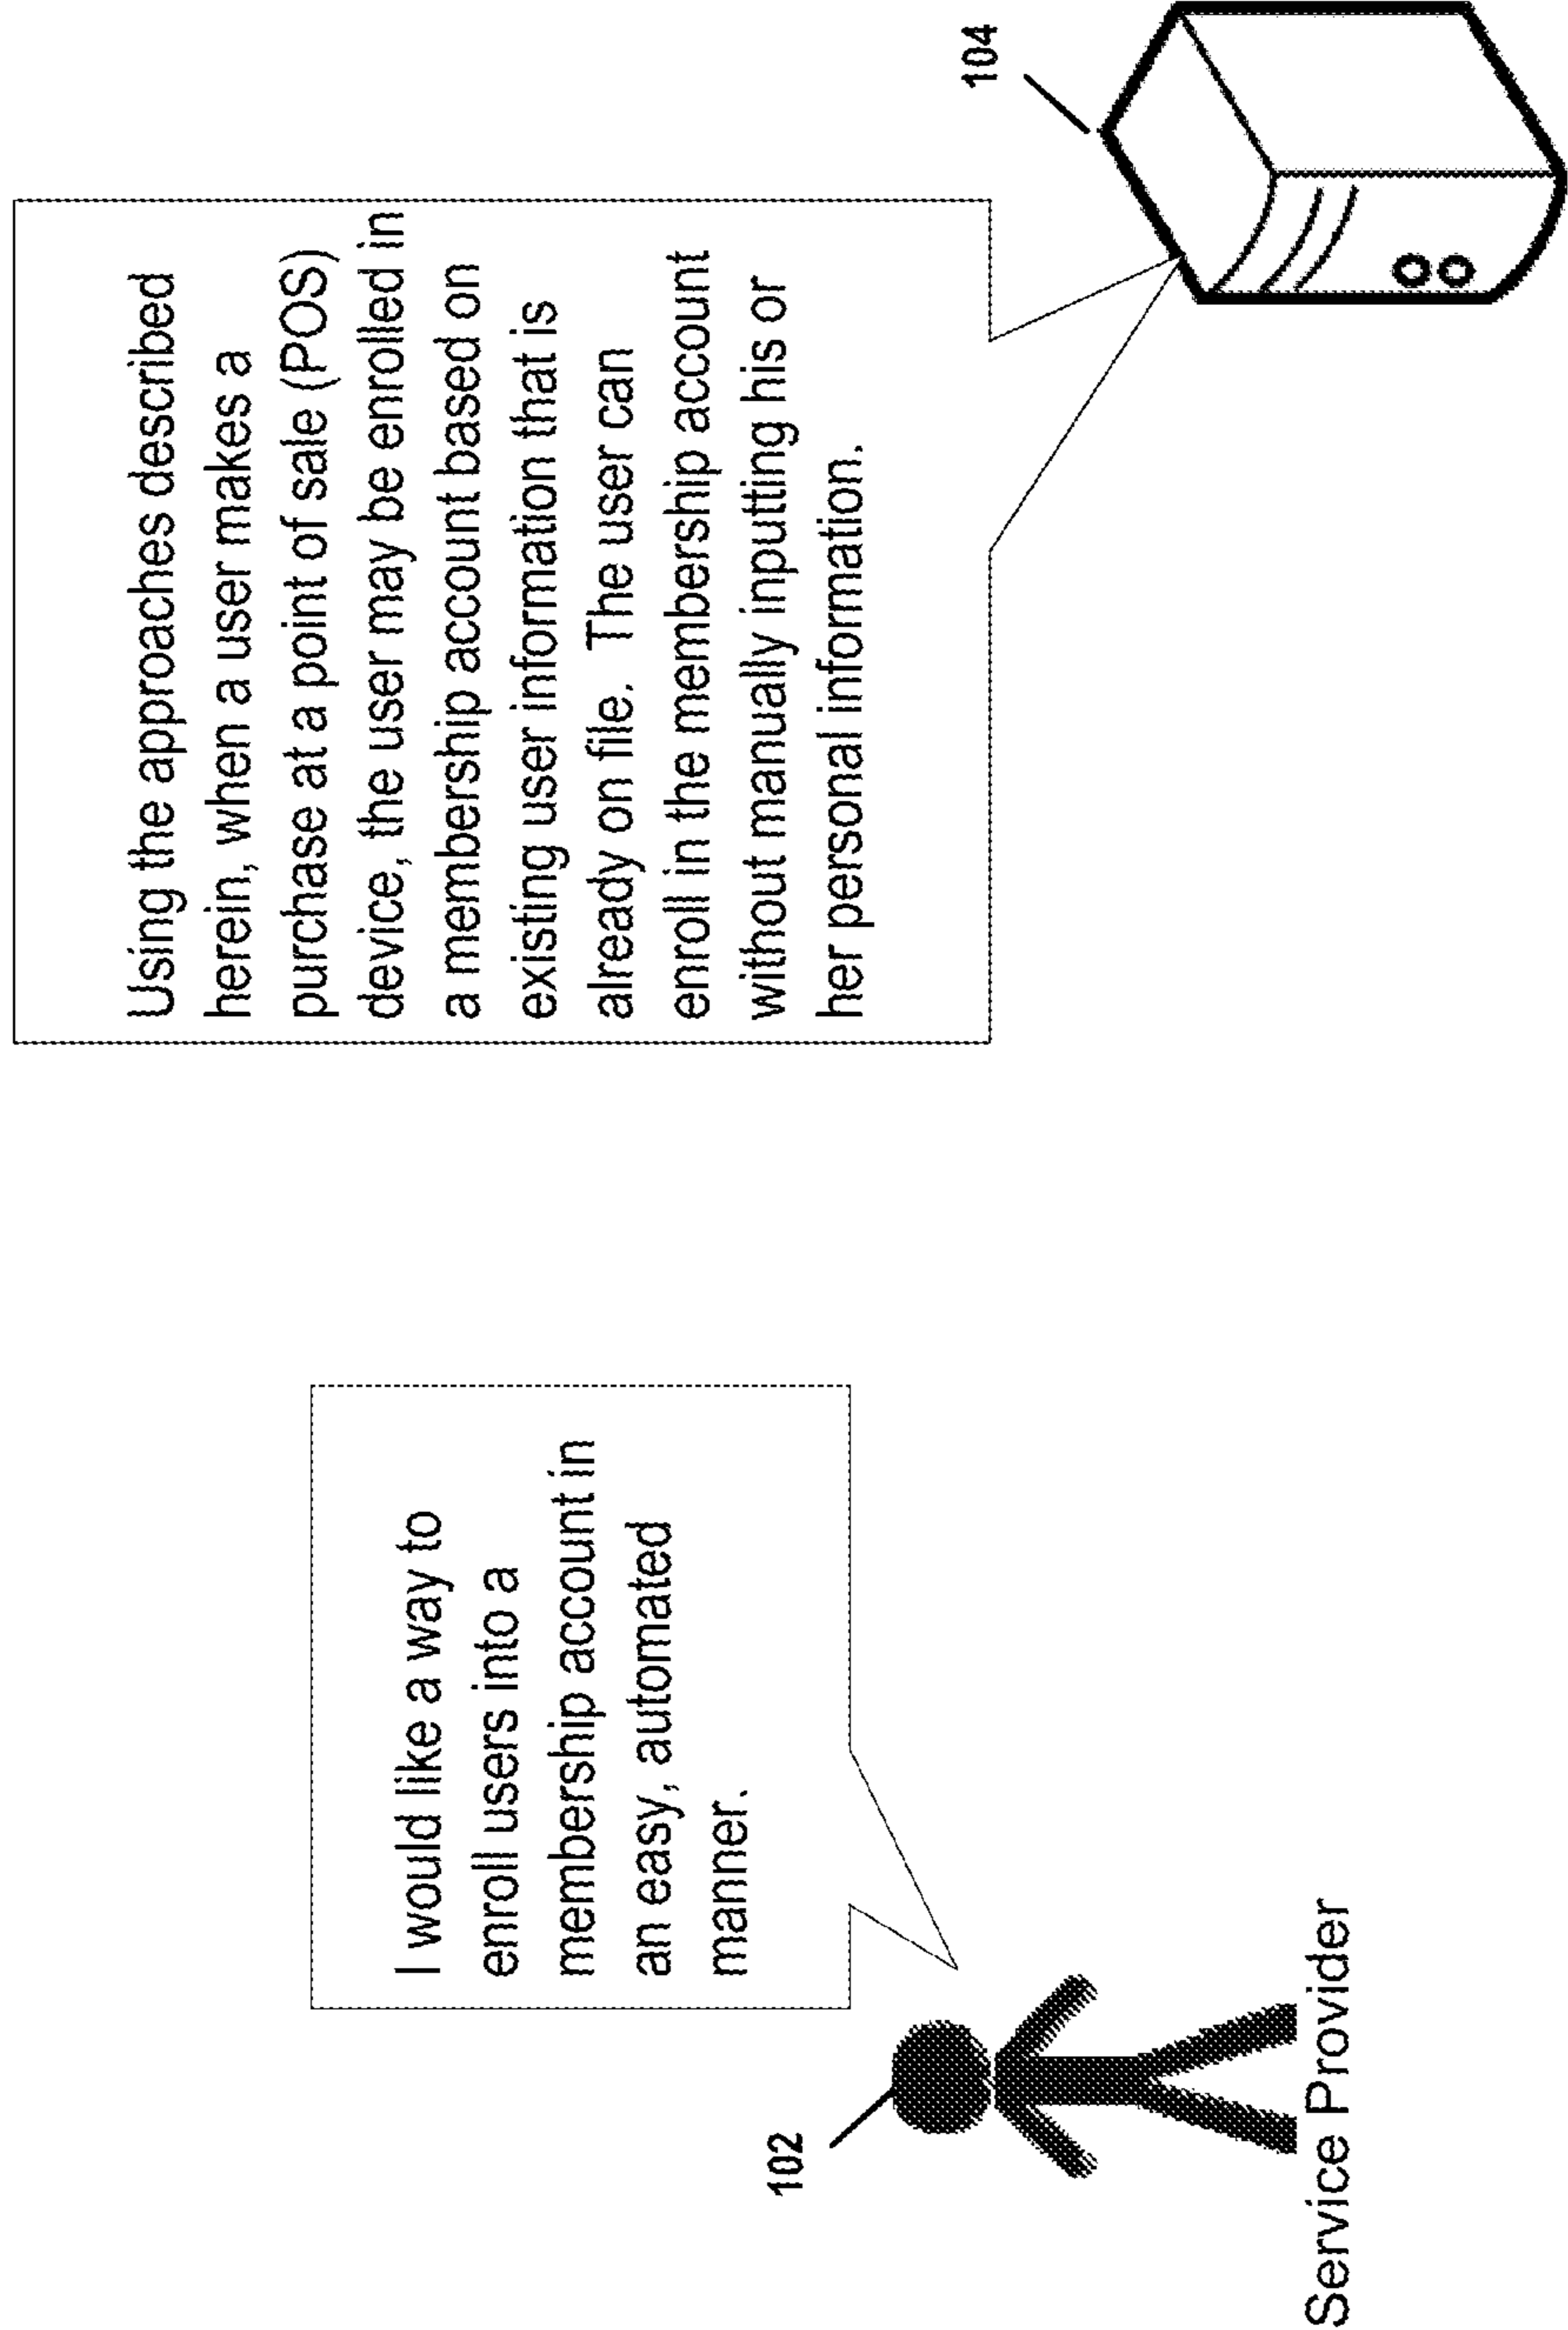 102
I would like a way to
enroll users into a
membership account in
an easy, automated
manner.
Service Provider
Using the approaches described
herein, when a user makes a
purchase at a point of sale (POS)
device, the user may be enrolled in
a membership account based on
existing user information that is
already on file.  The user can
enroll in the membership account
without manually inputting his or
her personal information.
104